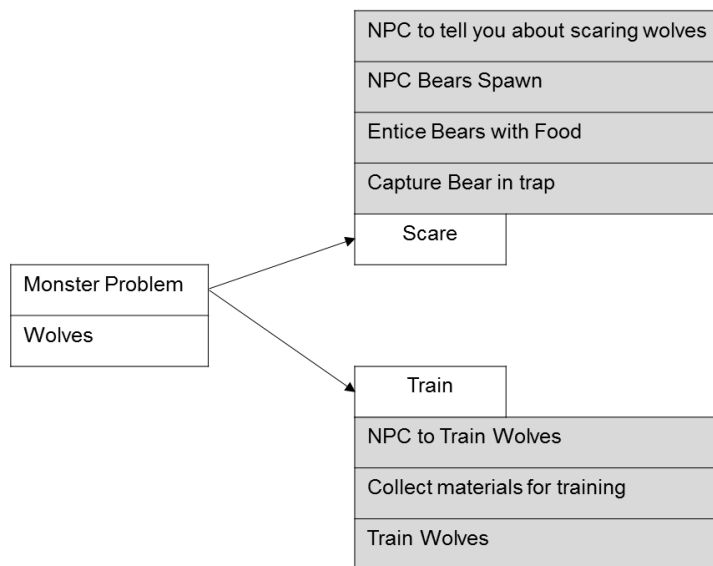 NPC to tell you about scaring wolves
NPC Bears Spawn
Entice Bears with Food
Capture Bear in trap
Scare
Monster Problem
Wolves
Train
NPC to Train Wolves
Collect materials for training
Train Wolves